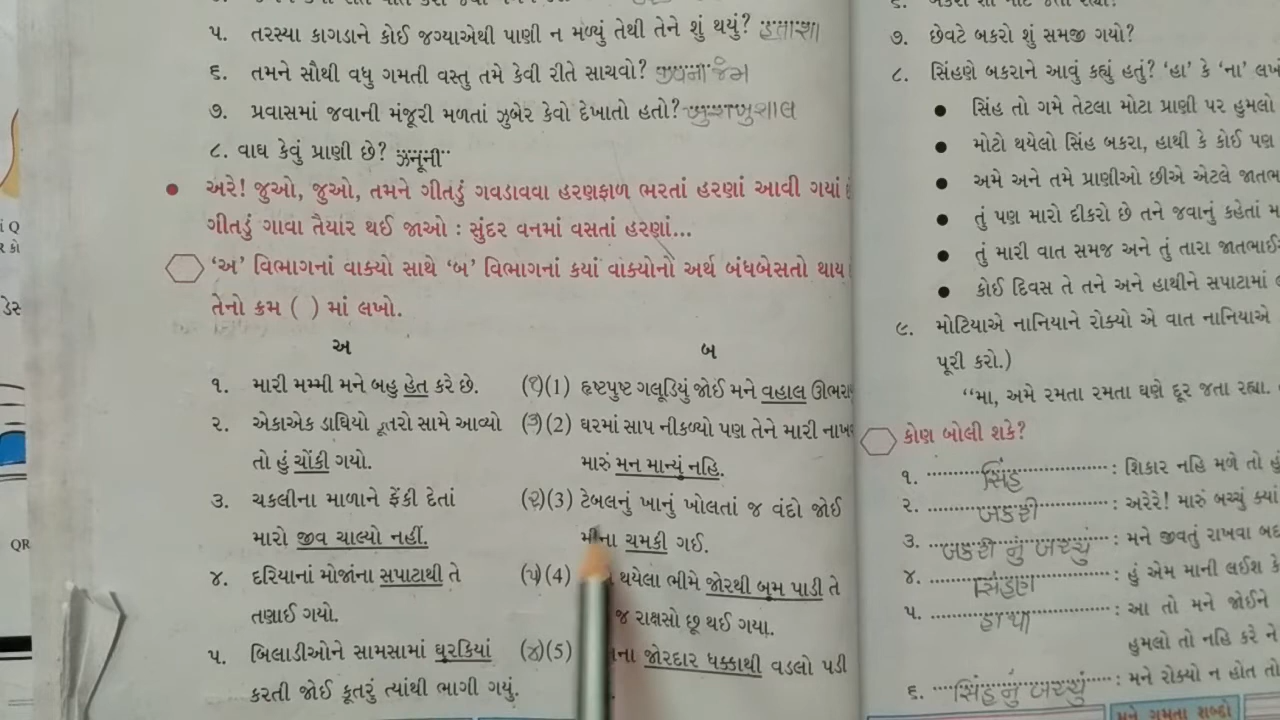 ૫. તરસ્યા કાગડાને કોઈ જગ્યાએથી પાણી ન મળ્યું તેથી તેને શું થયું? હતાશા
૬. તમને સૌથી વધુ ગમતી વસ્તુ તમે કેવી રીતે સાચવો? જીવની જેમ
૭. પ્રવાસમાં જવાની મંજૂરી મળતાં ઝુબેર કેવો દેખાતો હતો? ખુશખુશાલ
૮. વાઘ કેવું પ્રાણી છે? ઝનૂની
• અરે! જુઓ, જુઓ, તમને ગીતડું ગવડાવવા હરણફાળ ભરતાં હરણાં આવી ગયાં
ગીતડું ગાવા તૈયાર થઈ જાઓ : સુંદર વનમાં વસતાં હરણાં...
‘અ’ વિભાગનાં વાક્યો સાથે ‘બ’ વિભાગનાં કયાં વાક્યોનો અર્થ બંધબેસતો થાય
તેનો ક્રમ ( ) માં લખો.
અ
૧. મારી મમ્મી મને બહુ હેત કરે છે.
૨. એકાએક ડાઘિયો કૂતરો સામે આવ્યો
તો હું ચોંકી ગયો.
૩. ચકલીના માળાને ફેંકી દેતાં
મારો જીવ ચાલ્યો નહીં.
૪. દરિયાનાં મોજાંના સપાટાથી તે
તણાઈ ગયો.
૫. બિલાડીઓને સામસામાં ઘૂરકિયાં
કરતી જોઈ કૂતરું ત્યાંથી ભાગી ગયું.
બ
(૧)(1) હૃષ્ટપુષ્ટ ગલૂડિયું જોઈ મને વહાલ
(૩)(2) ઘરમાં સાપ નીકળ્યો પણ તેને મારી
મારું મન માન્યું નહિ.
(૨)(3) ટેબલનું ખાનું ખોલતાં જ વંદો જોઈ
મીના ચમકી ગઈ.
(૫)(4) થયેલા ભીમે જોરથી બૂમ પાડી તે
જ રાક્ષસો છૂ થઈ ગયા.
(૪)(5) જોરદાર ધક્કાથી વડલો પડી
૭. છેવટે બકરો શું સમજી ગયો?
૮. સિંહણે બકરાને આવું કહ્યું હતું? ‘હા’ કે ‘ના’
• સિંહ તો ગમે તેટલા મોટા પ્રાણી પર હુમલો
• મોટો થયેલો સિંહ બકરા, હાથી કે કોઈ પણ
• અમે અને તમે પ્રાણીઓ છીએ એટલે
• તું પણ મારો દીકરો છે તને જવાનું કહેતાં
• તું મારી વાત સમજ અને તું તારા
• કોઈ દિવસ તે તને અને હાથીને સપાટામાં
૯. મોટિયાએ નાનિયાને રોક્યો એ વાત નાનિયાએ
પૂરી કરો.)
“મા, અમે રમતા રમતા ઘણે દૂર જતા રહ્યા.
કોણ બોલી શકે?
૧. સિંહ : શિકાર નહિ મળે તો હું
૨. બકરી : અરેરે! મારું બચ્ચું ક્યાં
૩. બકરી નું બચ્ચું : મને જીવતું રાખવા
૪. સિંહણ : હું એમ માની લઈશ કે
૫. હાથી : આ તો મને જોઈને
હુમલો તો નહિ કરે ને
૬. સિંહનું બચ્ચું : મને રોક્યો ન હોત તો
મને ગમતા શબ્દો
QR